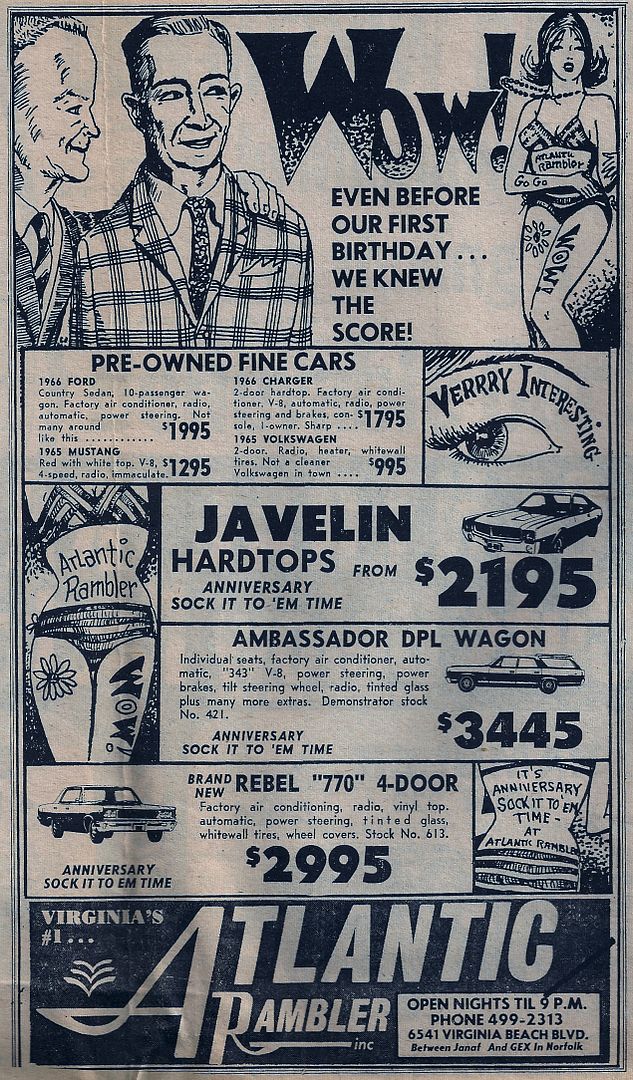 Wow!
EVEN BEFORE
OUR FIRST
BIRTHDAY...
WE KNEW
THE
SCORE!
ATLANTIC
Rambler
Go Go
WOW!
PRE-OWNED FINE CARS
1966 FORD
Country Sedan, 10-passenger wa-
gon. Factory air conditioner, radio,
automatic, power steering. Not
many around
like this ............ $1995
1965 MUSTANG
Red with white top. V-8,
4-speed, radio, immaculate. $1295
1966 CHARGER
2-door hardtop. Factory air condi-
tioner, V-8, automatic, radio, power
steering and brakes, con-
sole, 1-owner. Sharp .... $1795
1965 VOLKSWAGEN
2-door. Radio, heater, whitewall
tires. Not a cleaner
Volkswagen in town .... $995
VERRRY INTERESTING
Atlantic
Rambler
WOW!
JAVELIN
HARDTOPS FROM $2195
ANNIVERSARY
SOCK IT TO 'EM TIME
AMBASSADOR DPL WAGON
Individual seats, factory air conditioner, auto-
matic, "343" V-8, power steering, power
brakes, tilt steering wheel, radio, tinted glass
plus many more extras. Demonstrator stock
No. 421.
ANNIVERSARY
SOCK IT TO 'EM TIME
$3445
BRAND
NEW REBEL "770" 4-DOOR
Factory air conditioning, radio, vinyl top.
automatic, power steering, tinted glass,
whitewall tires, wheel covers. Stock No. 613.
$2995
ANNIVERSARY
SOCK IT TO EM TIME
IT'S
ANNIVERSARY
SOCK IT TO 'EM
TIME -
AT
ATLANTIC RAMBLER
VIRGINIA'S
#1...
ATLANTIC
RAMBLER
inc
OPEN NIGHTS TIL 9 P.M.
PHONE 499-2313
6541 VIRGINIA BEACH BLVD.
Between Janaf And GEX In Norfolk